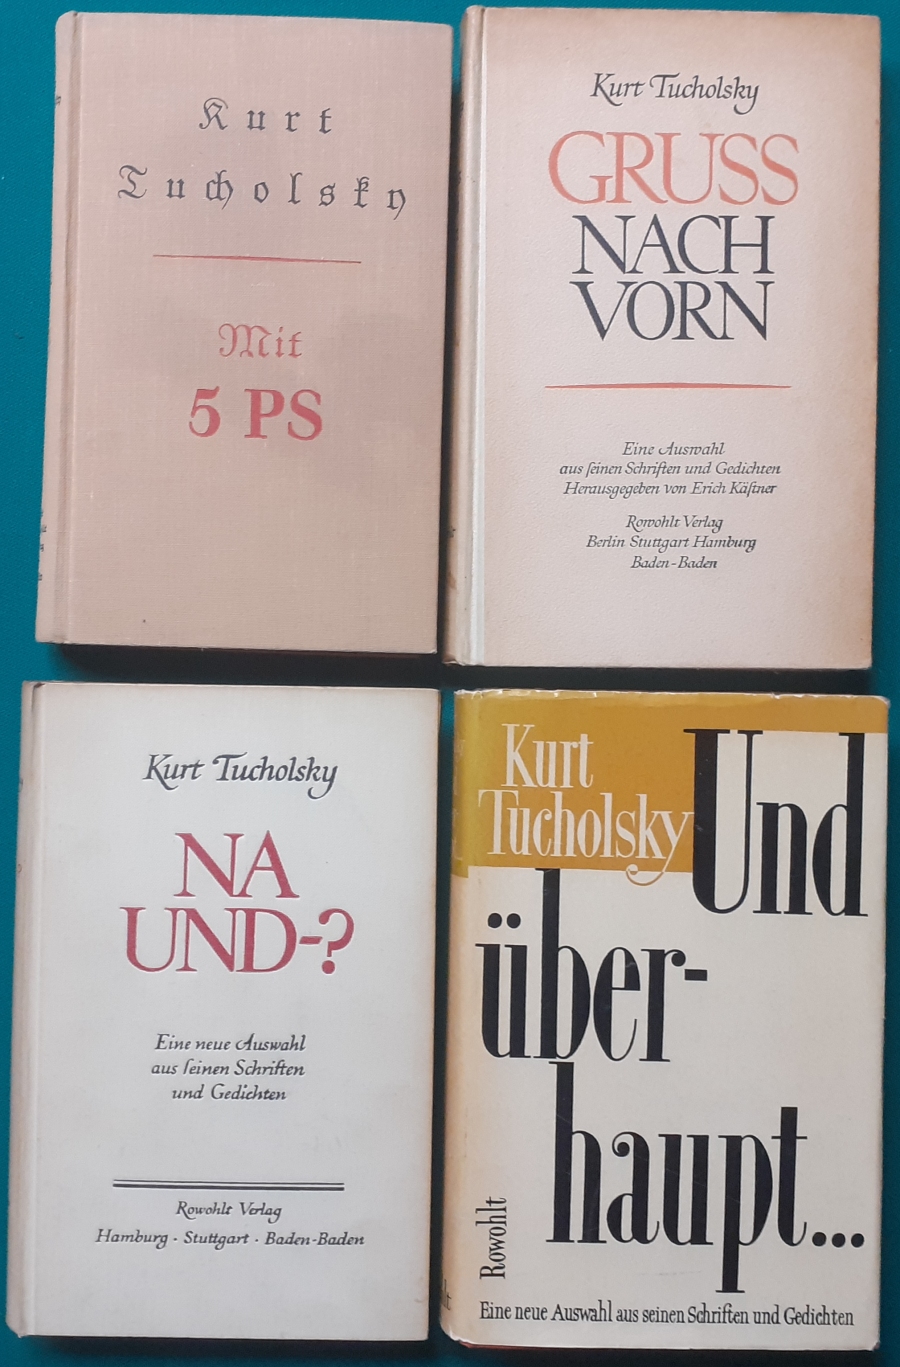 Kurt
Tucholsky
Mit
5 PS
Kurt Tucholsky
GRUSS
NACH
VORN
Eine Auswahl
aus ſeinen Schriften und Gedichten
Herausgegeben von Erich Käſtner
Rowohlt Verlag
Berlin Stuttgart Hamburg
Baden-Baden
Kurt Tucholsky
NA
UND-?
Eine neue Auswahl
aus ſeinen Schriften
und Gedichten
Rowohlt Verlag
Hamburg · Stuttgart · Baden-Baden
Kurt
Tucholsky
Und
über-
haupt...
Rowohlt
Eine neue Auswahl aus seinen Schriften und Gedichten